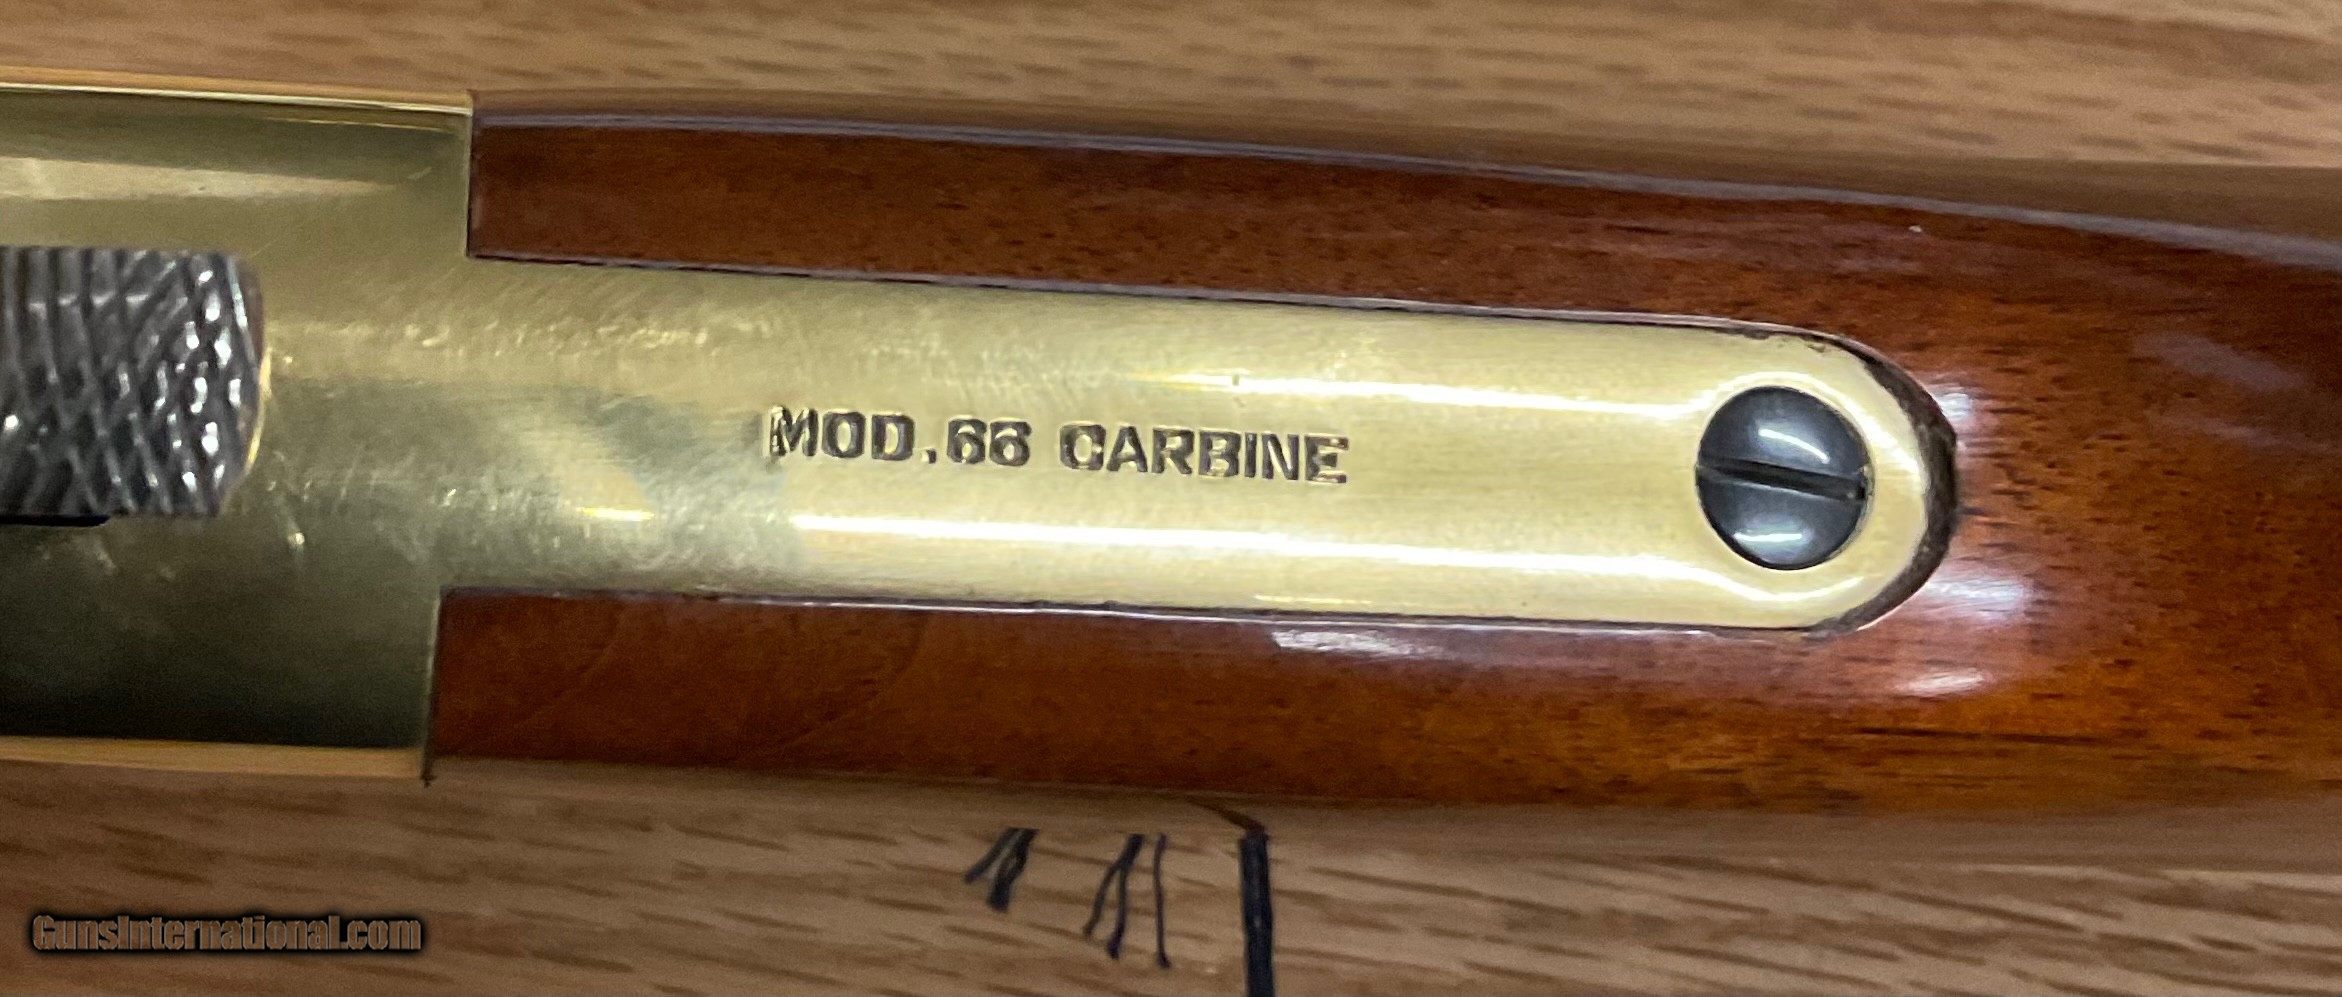 MOD.66 CARBINE
GunsInternational.com